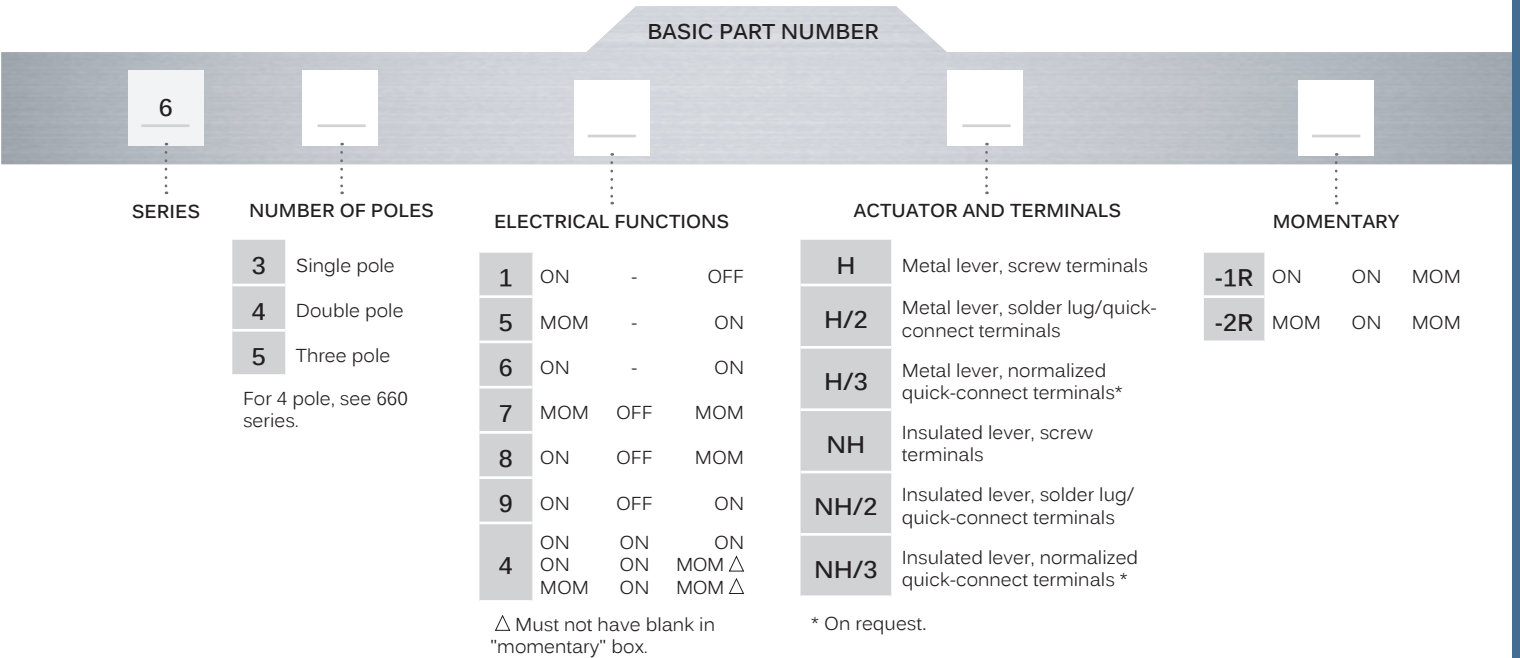 BASIC PART NUMBER
6
SERIES
NUMBER OF POLES
3 Single pole
4 Double pole
5 Three pole
For 4 pole, see 660
series.
ELECTRICAL FUNCTIONS
1 ON - OFF
5 MOM - ON
6 ON - ON
7 MOM OFF MOM
8 ON OFF MOM
9 ON OFF ON
4
ON ON ON
ON ON MOM △
MOM ON MOM △
△ Must not have blank in
"momentary" box.
ACTUATOR AND TERMINALS
H Metal lever, screw terminals
H/2 Metal lever, solder lug/quick-
connect terminals
H/3 Metal lever, normalized
quick-connect terminals*
NH Insulated lever, screw
terminals
NH/2 Insulated lever, solder lug/
quick-connect terminals
NH/3 Insulated lever, normalized
quick-connect terminals *
* On request.
MOMENTARY
-1R ON ON MOM
-2R MOM ON MOM